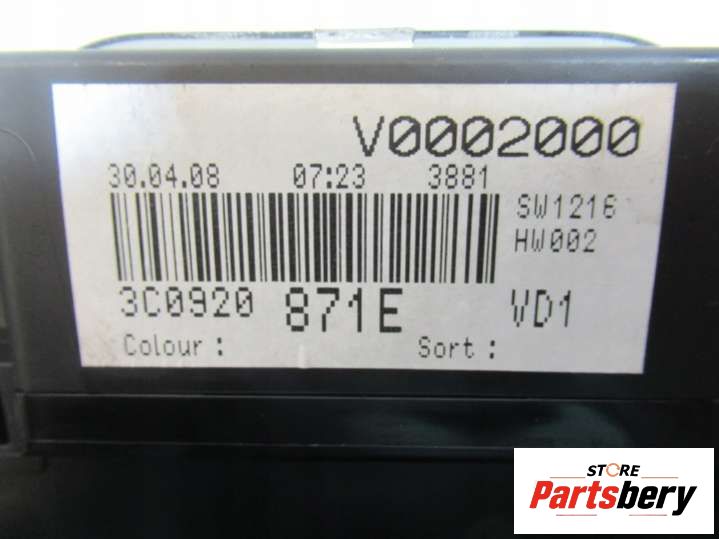 V0002000
30.04.08 07:23 3881
SW1216
HW002
3C0920 871E VD1
Colour : Sort :
STORE
Partsbery